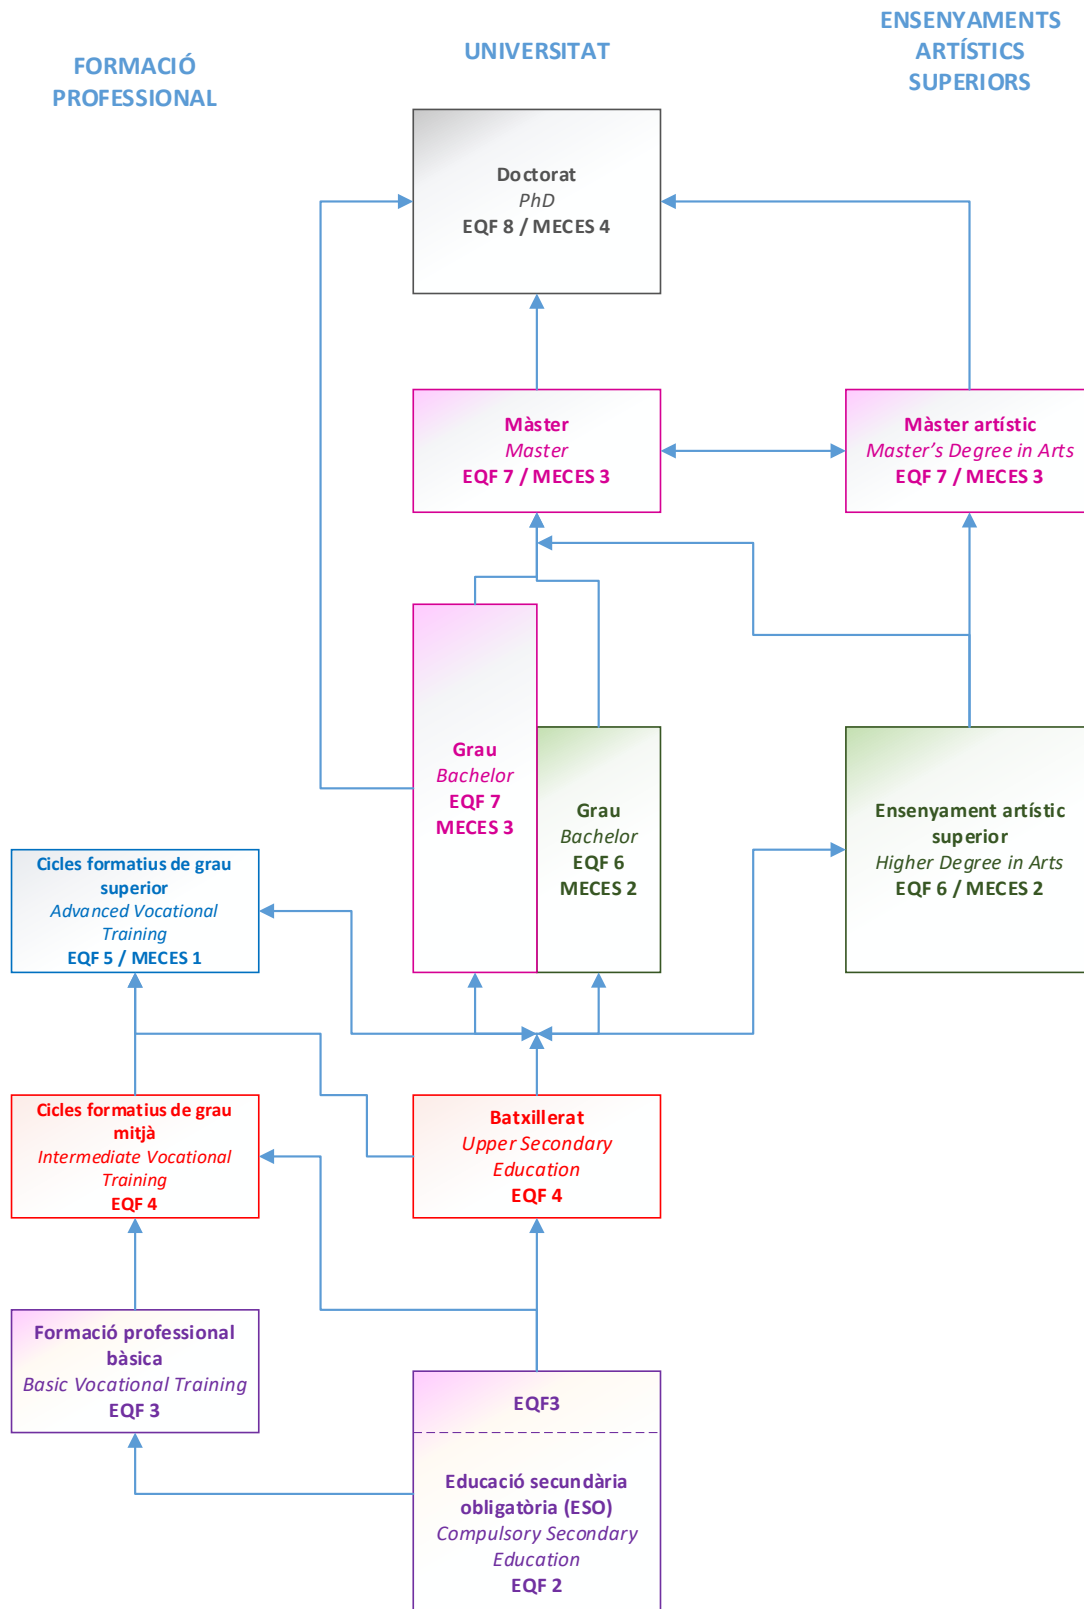 FORMACIÓ
PROFESSIONAL
UNIVERSITAT
ENSENYAMENTS
ARTÍSTICS
SUPERIORS
Doctorat
PhD
EQF 8 / MECES 4
Màster
Master
EQF 7 / MECES 3
Màster artístic
Master's Degree in Arts
EQF 7 / MECES 3
Grau
Bachelor
EQF 7
MECES 3
Grau
Bachelor
EQF 6
MECES 2
Ensenyament artístic
superior
Higher Degree in Arts
EQF 6 / MECES 2
Cicles formatius de grau
superior
Advanced Vocational
Training
EQF 5 / MECES 1
Cicles formatius de grau
mitjà
Intermediate Vocational
Training
EQF 4
Batxillerat
Upper Secondary
Education
EQF 4
Formació professional
bàsica
Basic Vocational Training
EQF 3
EQF3
Educació secundària
obligatòria (ESO)
Compulsory Secondary
Education
EQF 2